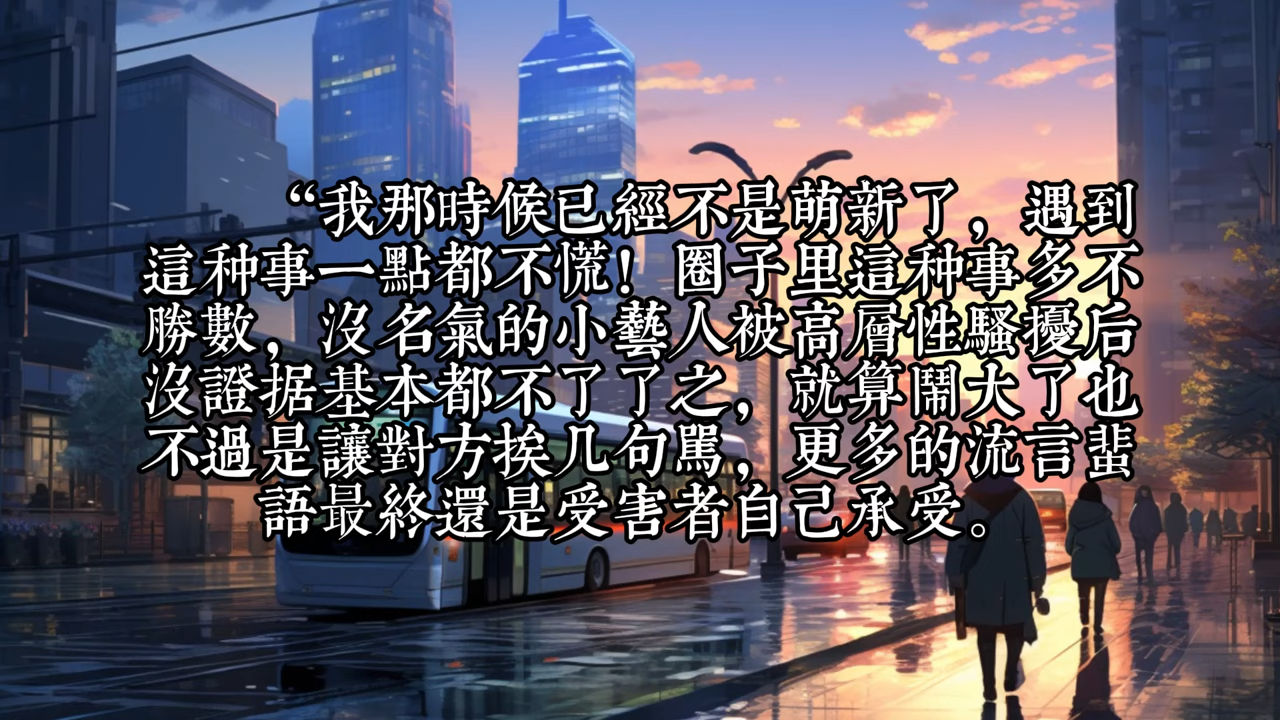 “我那時候已經不是萌新了，遇到
這种事一點都不慌！圈子里這种事多不
勝數，沒名氣的小藝人被高層性騷擾后
沒證据基本都不了了之，就算鬧大了也
不過是讓對方挨几句罵，更多的流言蜚
語最終還是受害者自己承受。